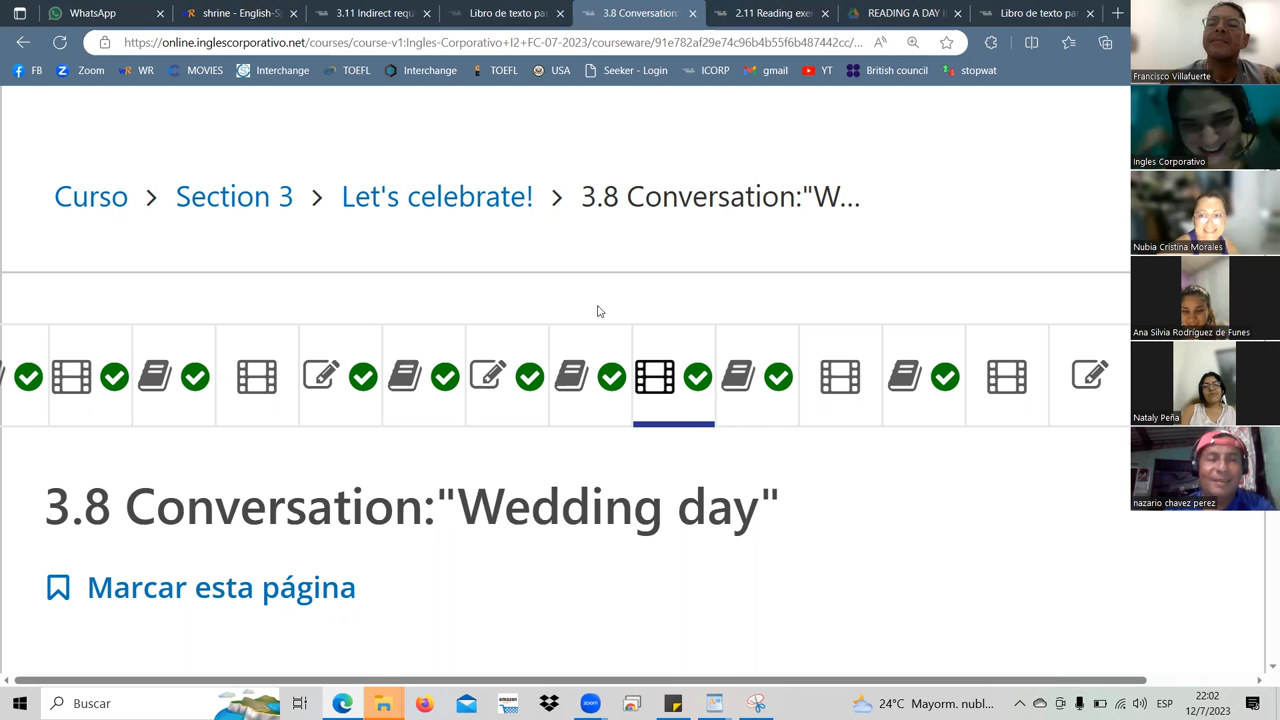 WhatsApp
shrine - English-S
3.11 Indirect requ
Libro de texto par
3.8 Conversation:
2.11 Reading exe
READING A DAY I
Libro de texto par
https://online.inglescorporativo.net/courses/course-v1:Ingles-Corporativo+I2+FC-07-2023/courseware/91e782af29e74c96b4b55f6b487442cc/...
FB
Zoom
WR
MOVIES
Interchange
TOEFL
Interchange
TOEFL
USA
Seeker - Login
ICORP
gmail
YT
British council
stopwat
Curso > Section 3 > Let's celebrate! > 3.8 Conversation:"W...
3.8 Conversation:"Wedding day"
Marcar esta página
Francisco Villafuerte
Ingles Corporativo
Nubia Cristina Morales
Ana Silvia Rodríguez de Funes
Nataly Peña
nazario chavez perez
Buscar
24°C Mayorm. nubl...
ESP
22:02
12/7/2023